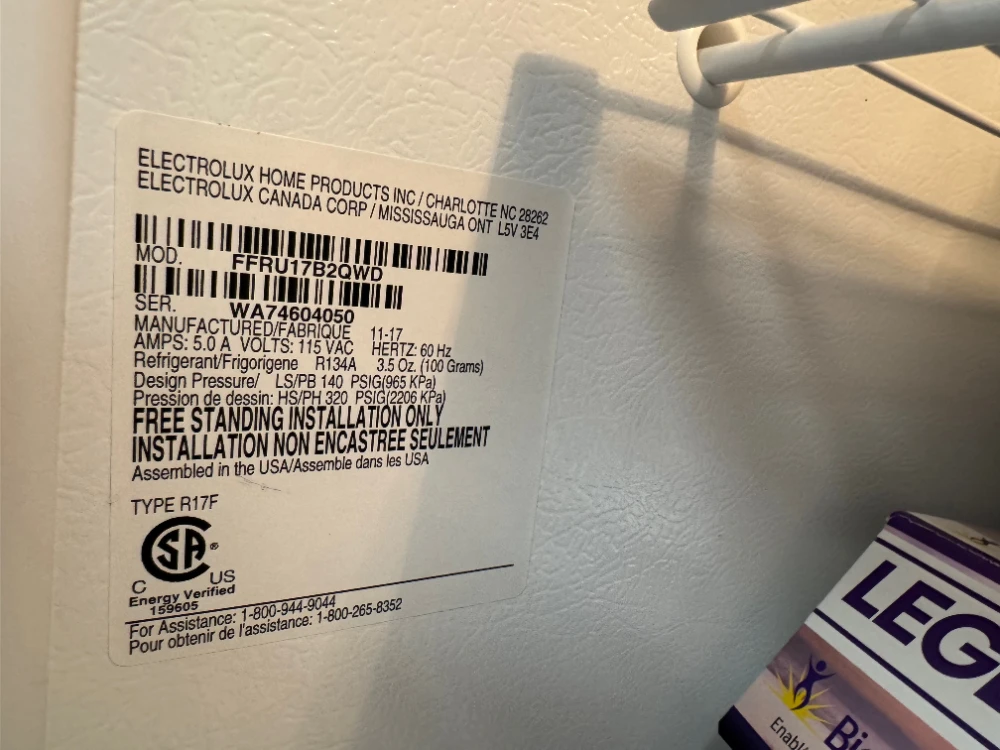 ELECTROLUX HOME PRODUCTS INC / CHARLOTTE NC 28262
ELECTROLUX CANADA CORP / MISSISSAUGA ONT L5V 3E4
MOD. FFRU17B2QWD
SER. WA74604050
MANUFACTURED/FABRIQUE 11-17
AMPS: 5.0 A VOLTS: 115 VAC HERTZ: 60 Hz
Refrigerant/Frigorigene R134A 3.5 Oz. (100 Grams)
Design Pressure/ LS/PB 140 PSIG(965 KPa)
Pression de dessin: HS/PH 320 PSIG(2206 KPa)
FREE STANDING INSTALLATION ONLY
INSTALLATION NON ENCASTREE SEULEMENT
Assembled in the USA/Assemble dans les USA
TYPE R17F
SA ®
C US
Energy Verified
159605
For Assistance: 1-800-944-9044
Pour obtenir de l'assistance: 1-800-265-8352
LEG